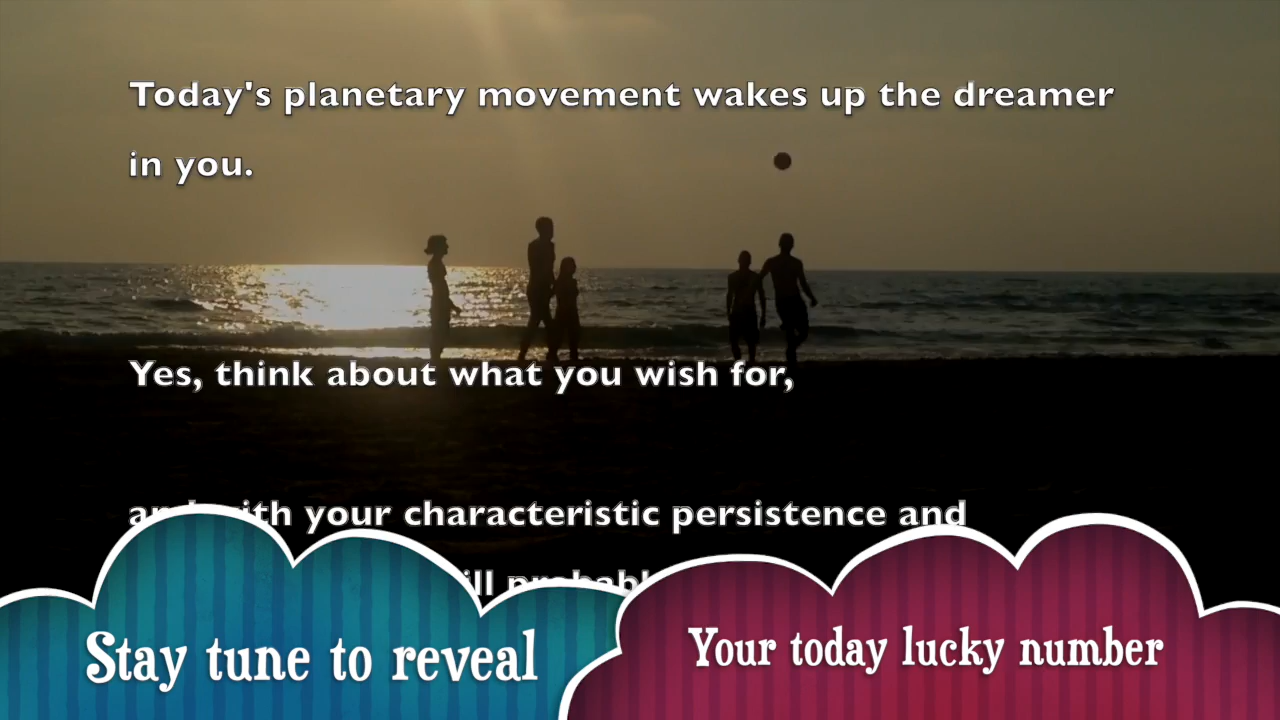 Today's planetary movement wakes up the dreamer
in you.
Yes, think about what you wish for,
and with your characteristic persistence and
Stay tune to reveal
Your today lucky number